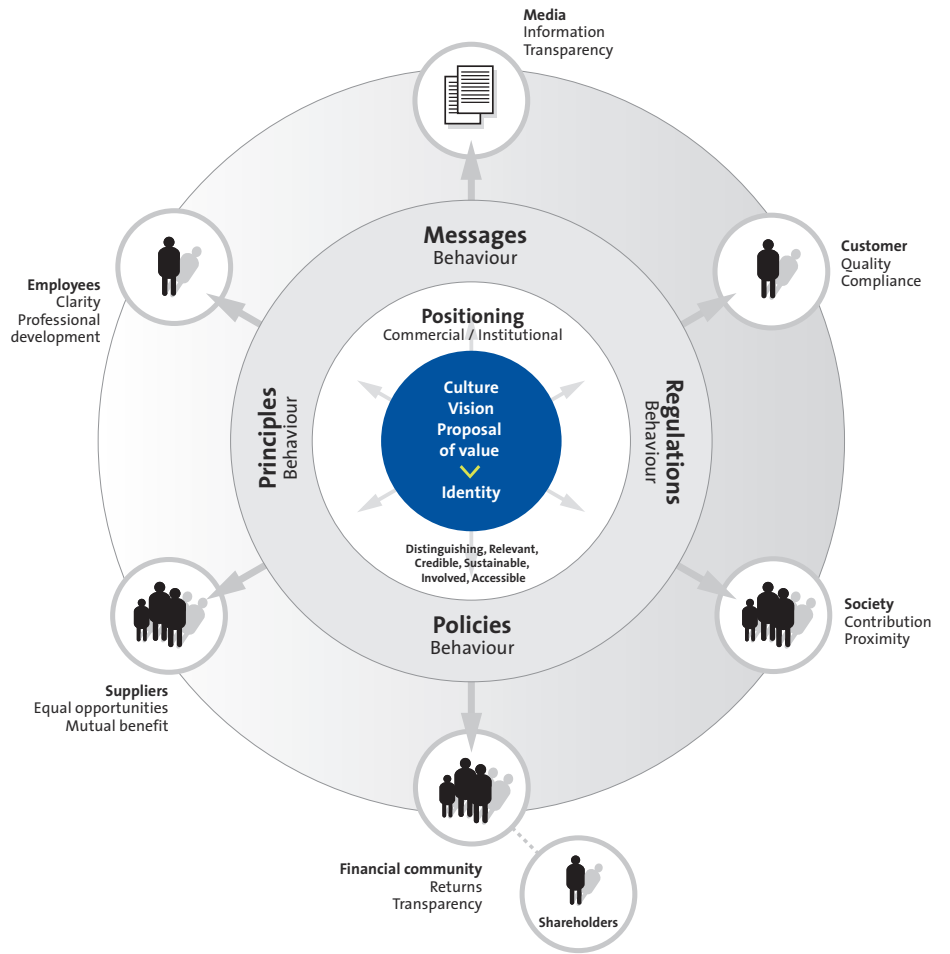 Media
Information
Transparency
Messages
Behaviour
Customer
Quality
Compliance
Employees
Clarity
Professional
development
Positioning
Commercial / Institutional
Culture
Vision
Proposal
of value
Identity
Principles
Behaviour
Regulations
Behaviour
Distinguishing, Relevant,
Credible, Sustainable,
Involved, Accessible
Policies
Behaviour
Society
Contribution
Proximity
Suppliers
Equal opportunities
Mutual benefit
Financial community
Returns
Transparency
Shareholders